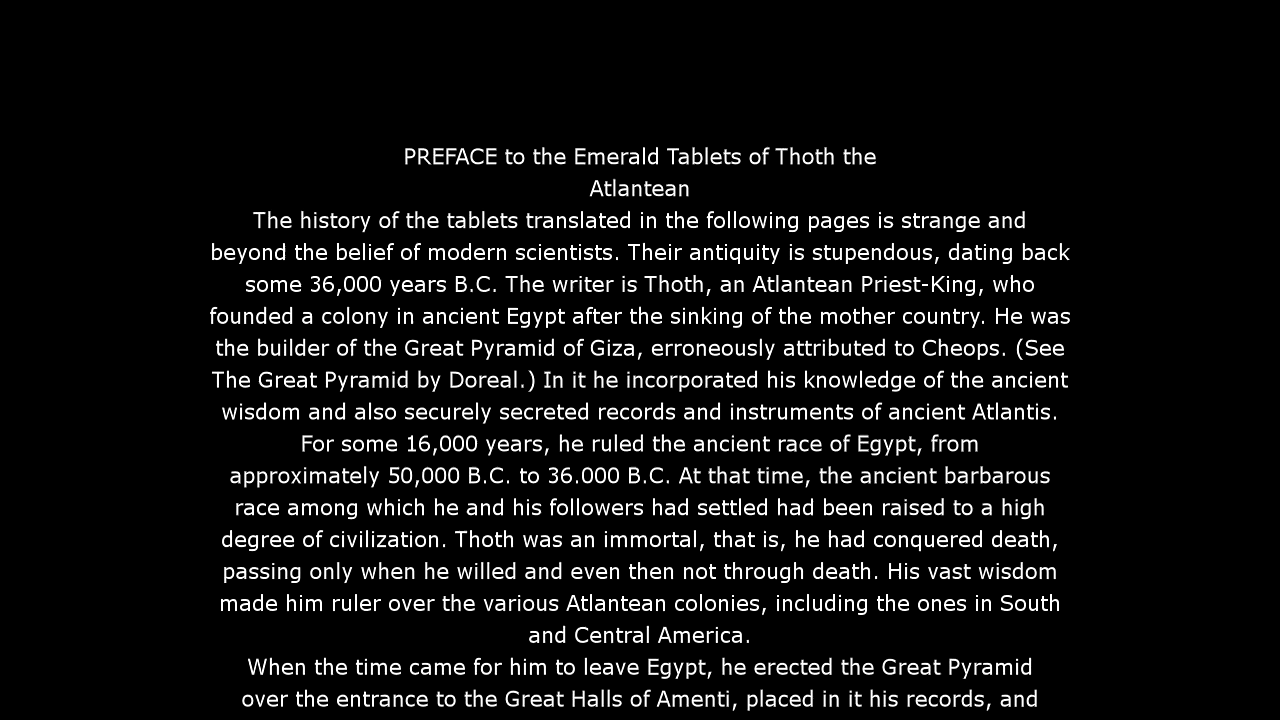 PREFACE to the Emerald Tablets of Thoth the
Atlantean
The history of the tablets translated in the following pages is strange and
beyond the belief of modern scientists. Their antiquity is stupendous, dating back
some 36,000 years B.C. The writer is Thoth, an Atlantean Priest-King, who
founded a colony in ancient Egypt after the sinking of the mother country. He was
the builder of the Great Pyramid of Giza, erroneously attributed to Cheops. (See
The Great Pyramid by Doreal.) In it he incorporated his knowledge of the ancient
wisdom and also securely secreted records and instruments of ancient Atlantis.
For some 16,000 years, he ruled the ancient race of Egypt, from
approximately 50,000 B.C. to 36.000 B.C. At that time, the ancient barbarous
race among which he and his followers had settled had been raised to a high
degree of civilization. Thoth was an immortal, that is, he had conquered death,
passing only when he willed and even then not through death. His vast wisdom
made him ruler over the various Atlantean colonies, including the ones in South
and Central America.
When the time came for him to leave Egypt, he erected the Great Pyramid
over the entrance to the Great Halls of Amenti, placed in it his records, and